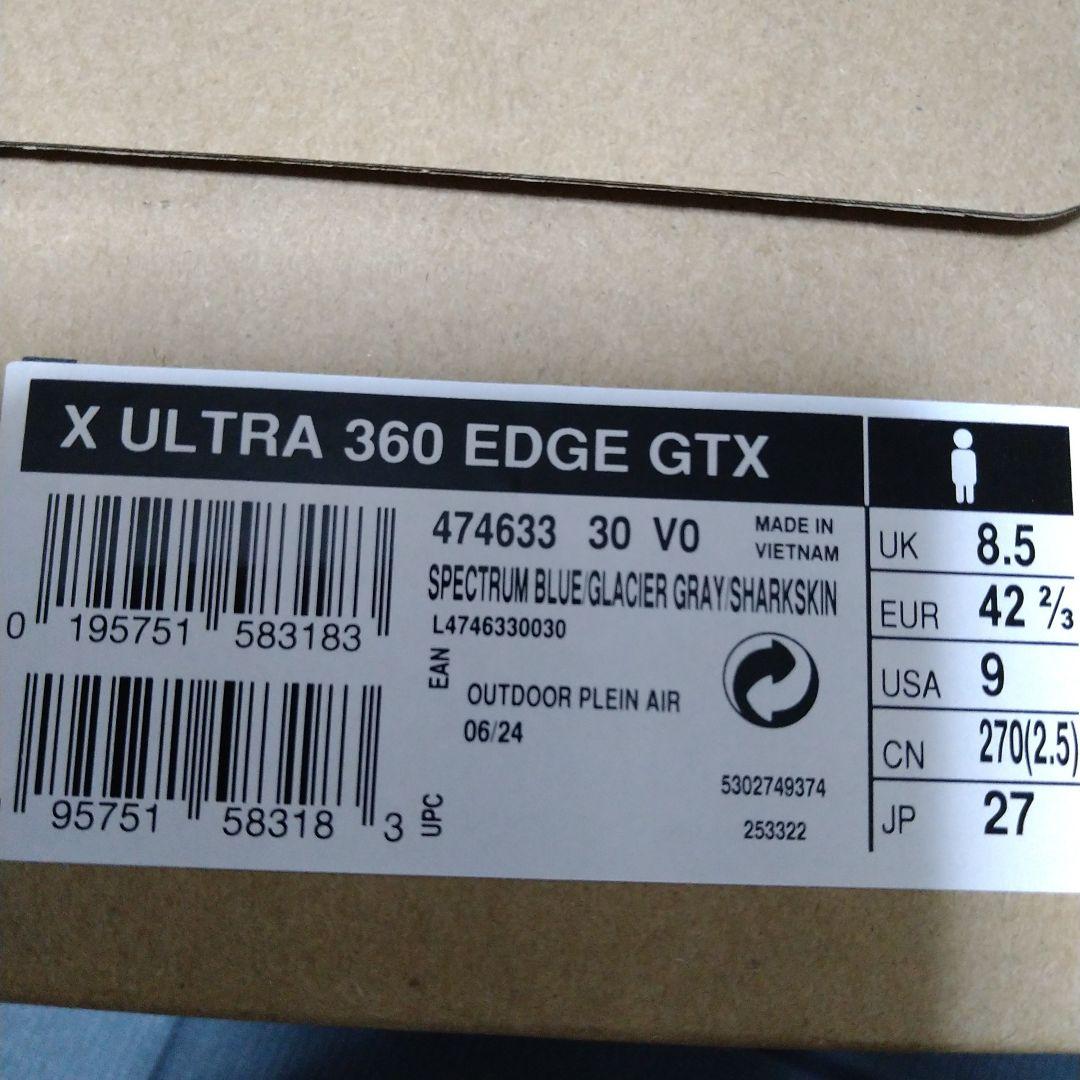 X ULTRA 360 EDGE GTX
0 195751 583183
EAN
95751 58318 3
UPC
474633 30 V0
MADE IN
VIETNAM
SPECTRUM BLUE/GLACIER GRAY/SHARKSKIN
L4746330030
OUTDOOR PLEIN AIR
06/24
5302749374
253322
UK 8.5
EUR 42 ⅔
USA 9
CN 270(2.5)
JP 27